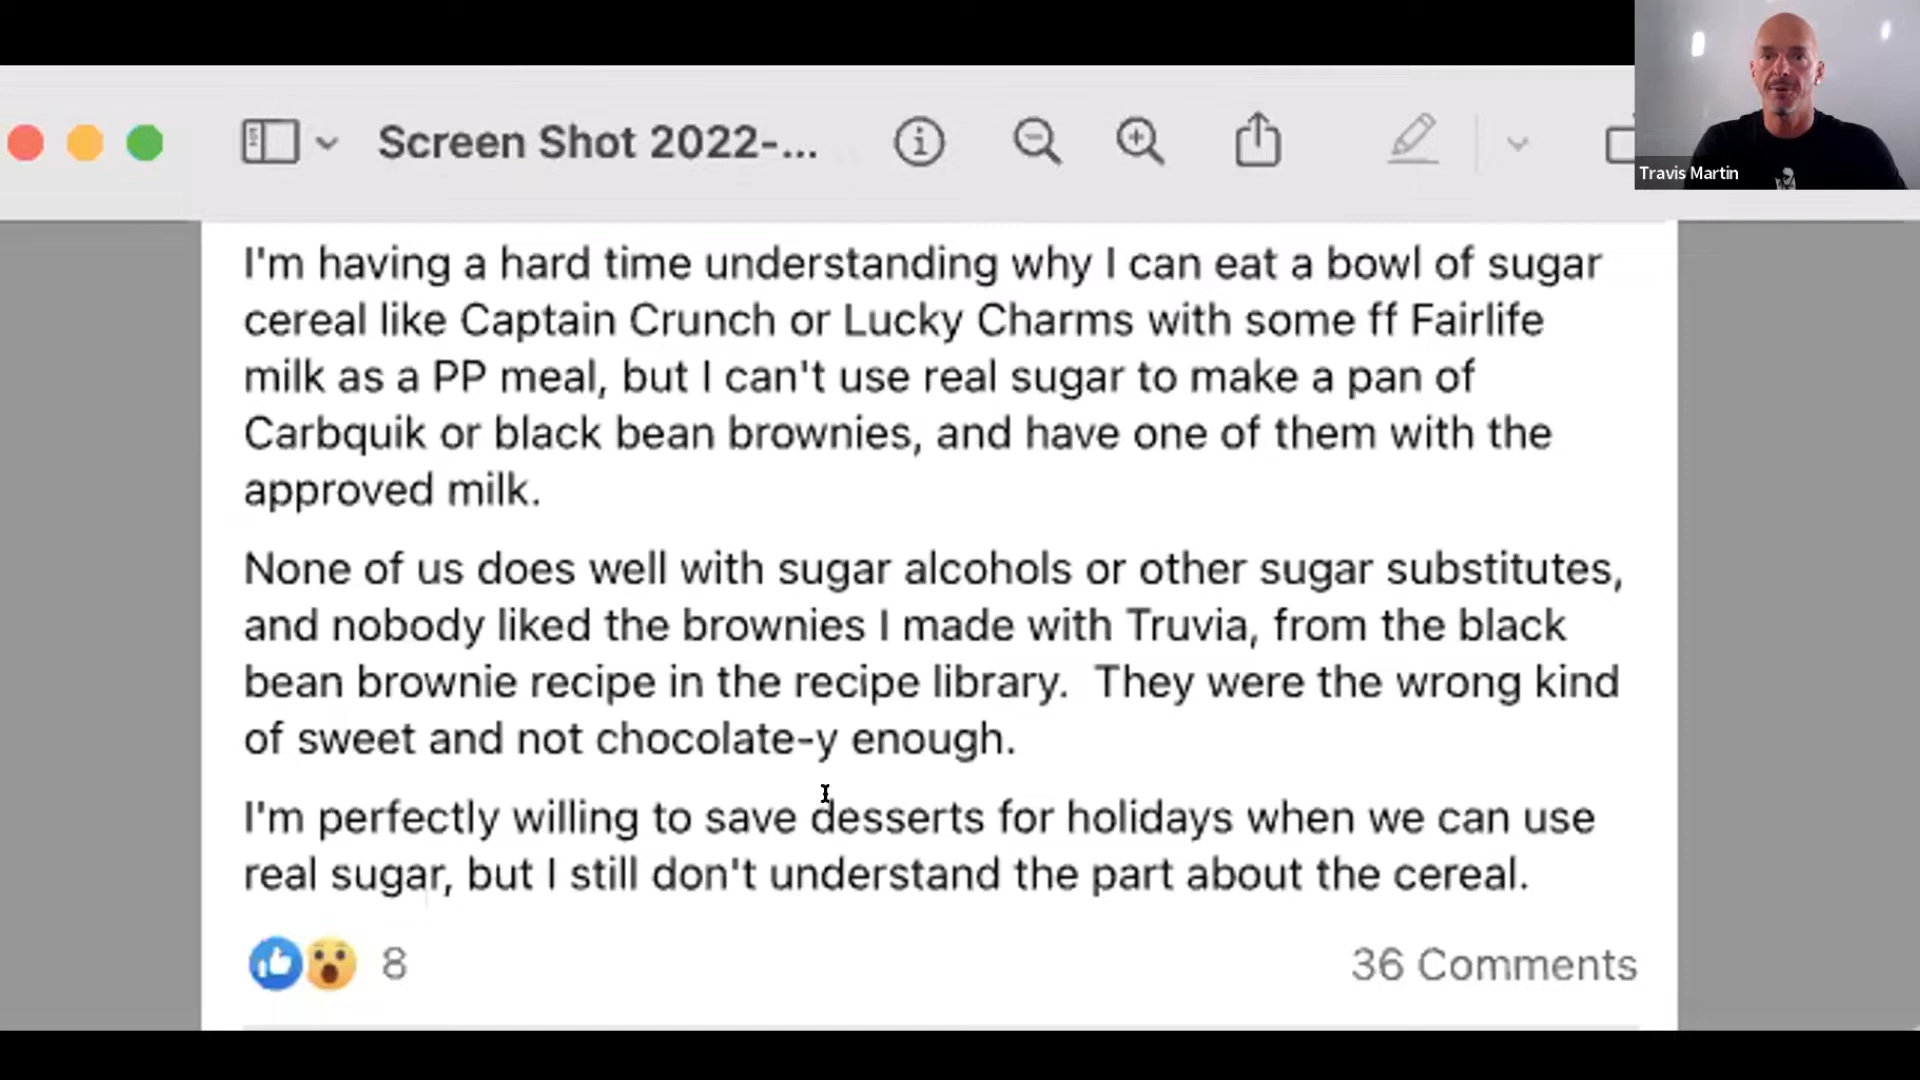 Screen Shot 2022-...
Travis Martin
I'm having a hard time understanding why I can eat a bowl of sugar
cereal like Captain Crunch or Lucky Charms with some ff Fairlife
milk as a PP meal, but I can't use real sugar to make a pan of
Carbquik or black bean brownies, and have one of them with the
approved milk.
None of us does well with sugar alcohols or other sugar substitutes,
and nobody liked the brownies I made with Truvia, from the black
bean brownie recipe in the recipe library.  They were the wrong kind
of sweet and not chocolate-y enough.
I'm perfectly willing to save desserts for holidays when we can use
real sugar, but I still don't understand the part about the cereal.
8
36 Comments